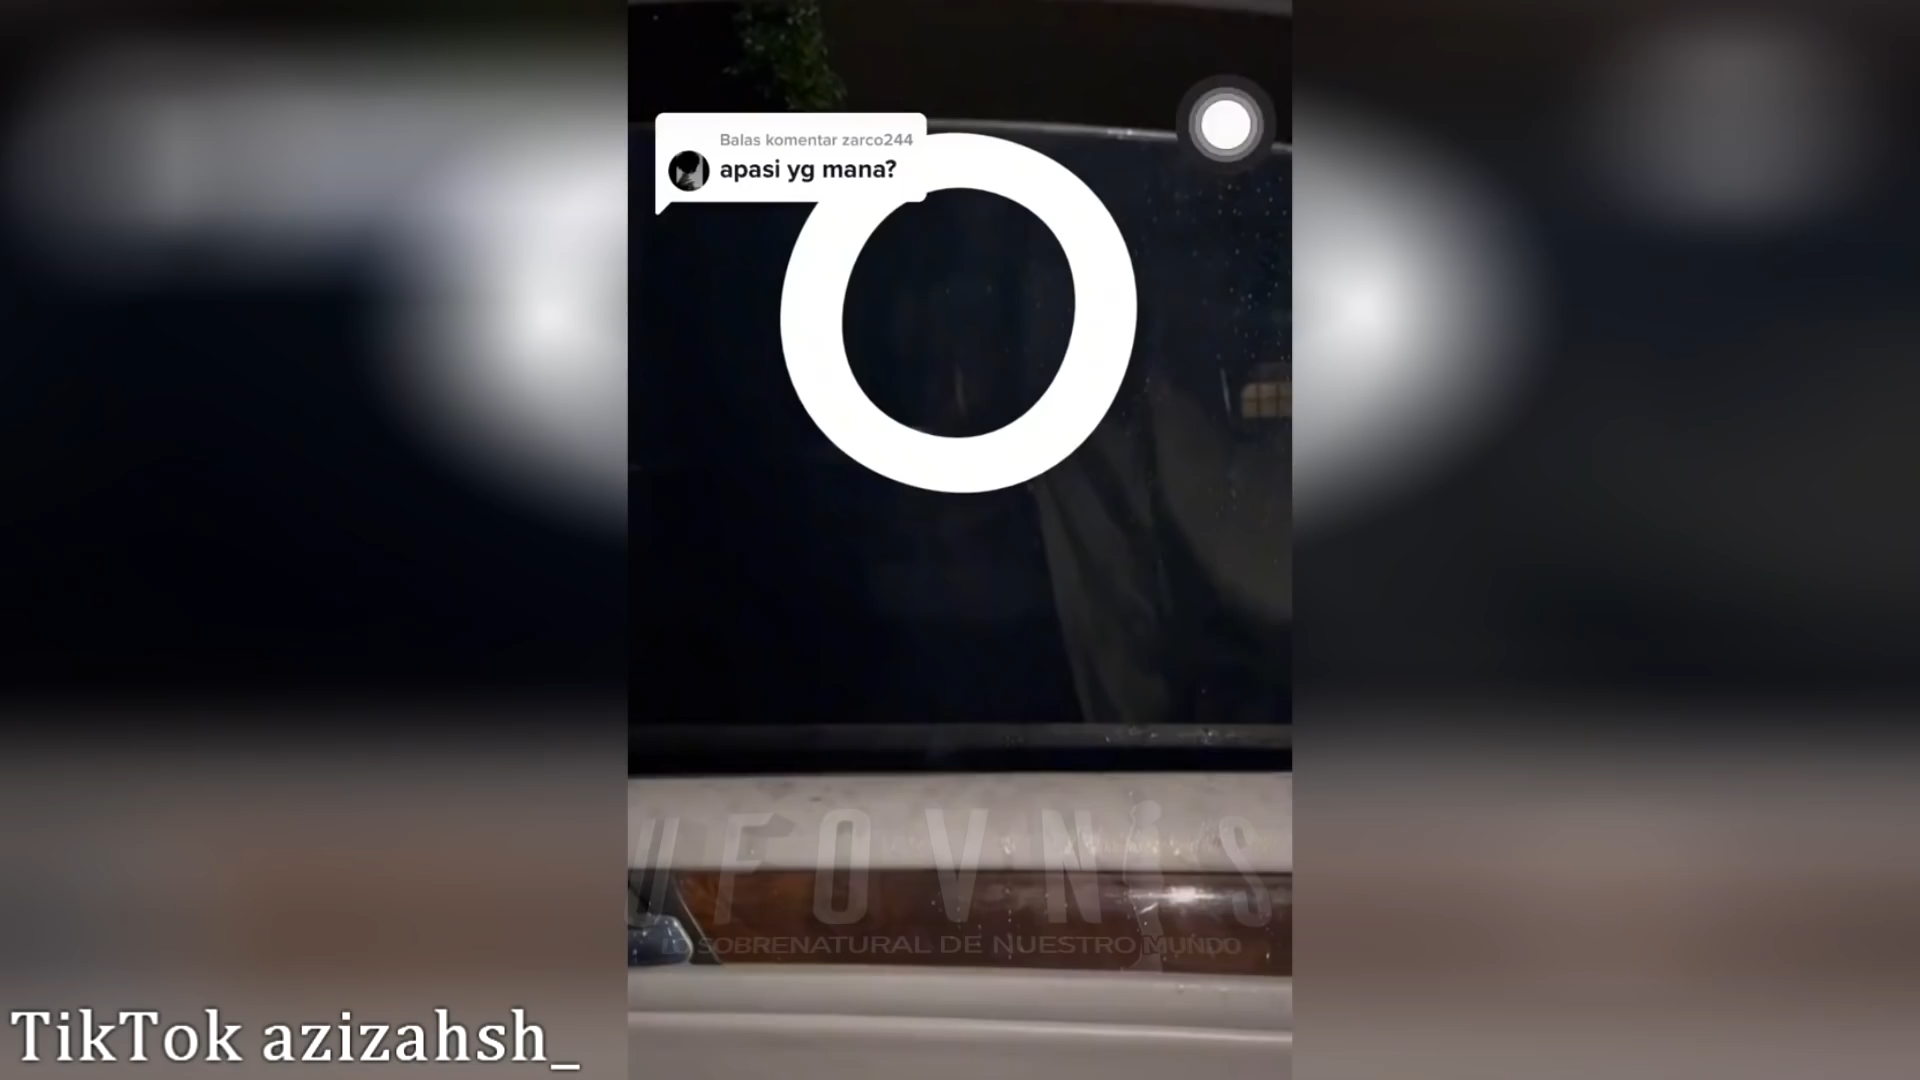 Balas komentar zarco244
apasi yg mana?
UFOVNiS
LO SOBRENATURAL DE NUESTRO MUNDO
TikTok azizahsh_